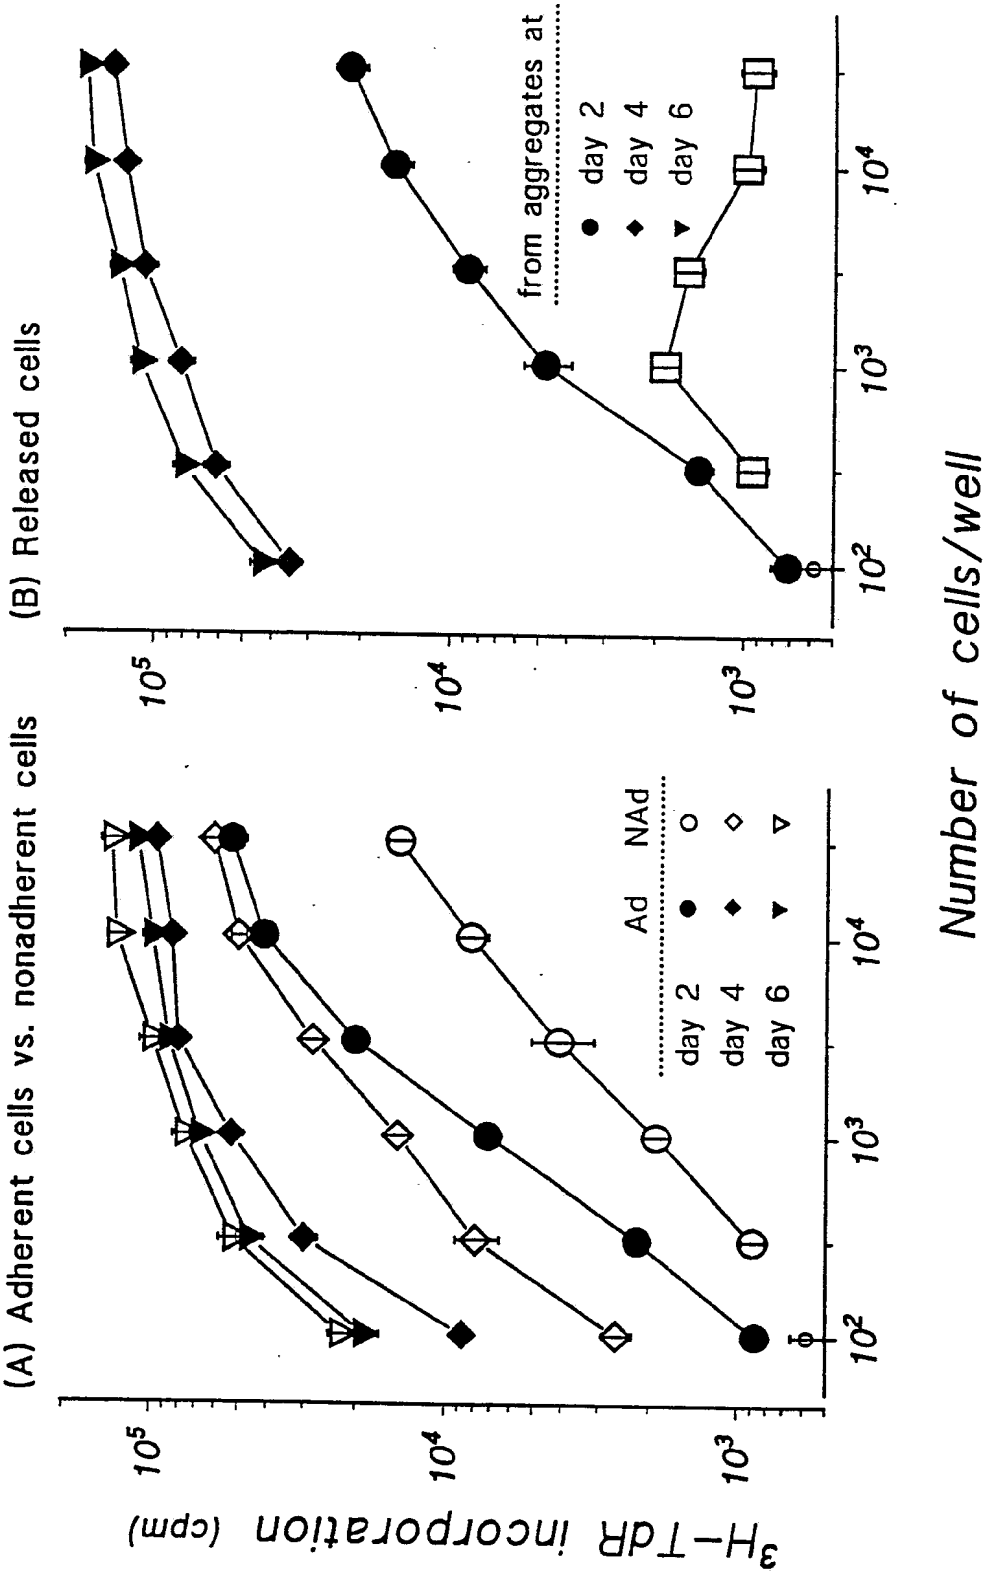 (A) Adherent cells vs. nonadherent cells
(B) Released cells
³H–TdR incorporation (cpm)
10⁵
10⁴
10³
10²
10³
10⁴
Ad NAd
day 2
day 4
day 6
10⁵
10⁴
10³
10²
10³
10⁴
from aggregates at
day 2
day 4
day 6
Number of cells/well